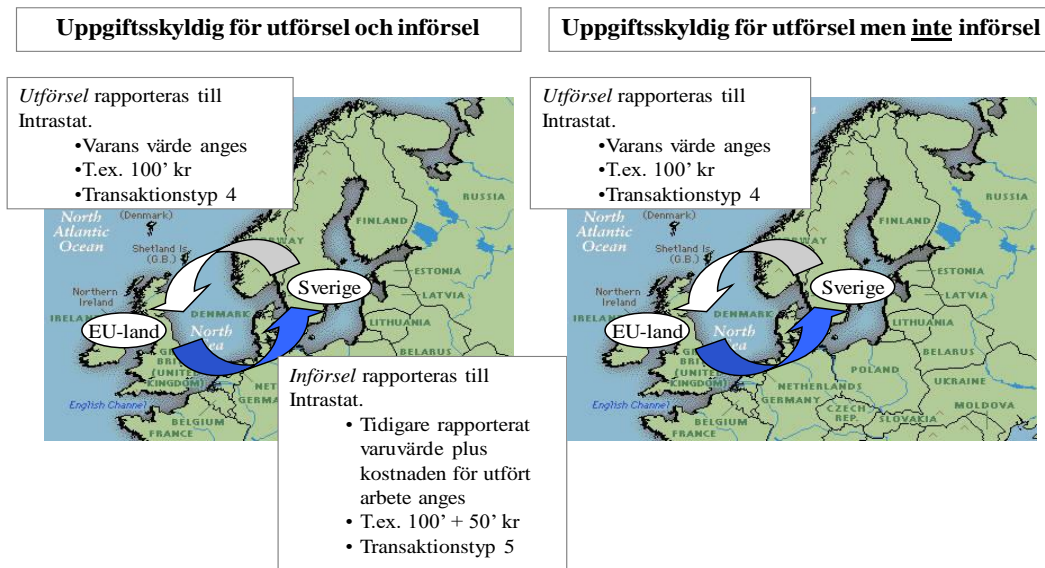 Uppgiftsskyldig för utförsel och införsel
Utförsel rapporteras till
Intrastat.
•Varans värde anges
•T.ex. 100’ kr
•Transaktionstyp 4
North
Atlantic
Ocean
(Denmark)
Shetland Is.
(G.B.)
RUSSIA
FINLAND
ESTONIA
LATVIA
LITHUANIA
BELARUS
Northern
Ireland
DENMARK
North
Sverige
EU-land
(UNITED
KINGDOM)
English Channel
BELGIUM
FRANCE
Införsel rapporteras till
Intrastat.
• Tidigare rapporterat
varuvärde plus
kostnaden för utfört
arbete anges
• T.ex. 100’ + 50’ kr
• Transaktionstyp 5
Uppgiftsskyldig för utförsel men inte införsel
Utförsel rapporteras till
Intrastat.
•Varans värde anges
•T.ex. 100’ kr
•Transaktionstyp 4
North
Atlantic
Ocean
(Denmark)
Shetland Is.
(G.B.)
RUSSIA
FINLAND
ESTONIA
LATVIA
LITHUANIA
BELARUS
Northern
Ireland
DENMARK
North
Sverige
EU-land
(UNITED
KINGDOM)
NETHERLANDS
POLAND
GERMANY
UKRAINE
English Channel
CZECH
REP.
SLOVAKIA
MOLDOVA
BELGIUM
FRANCE